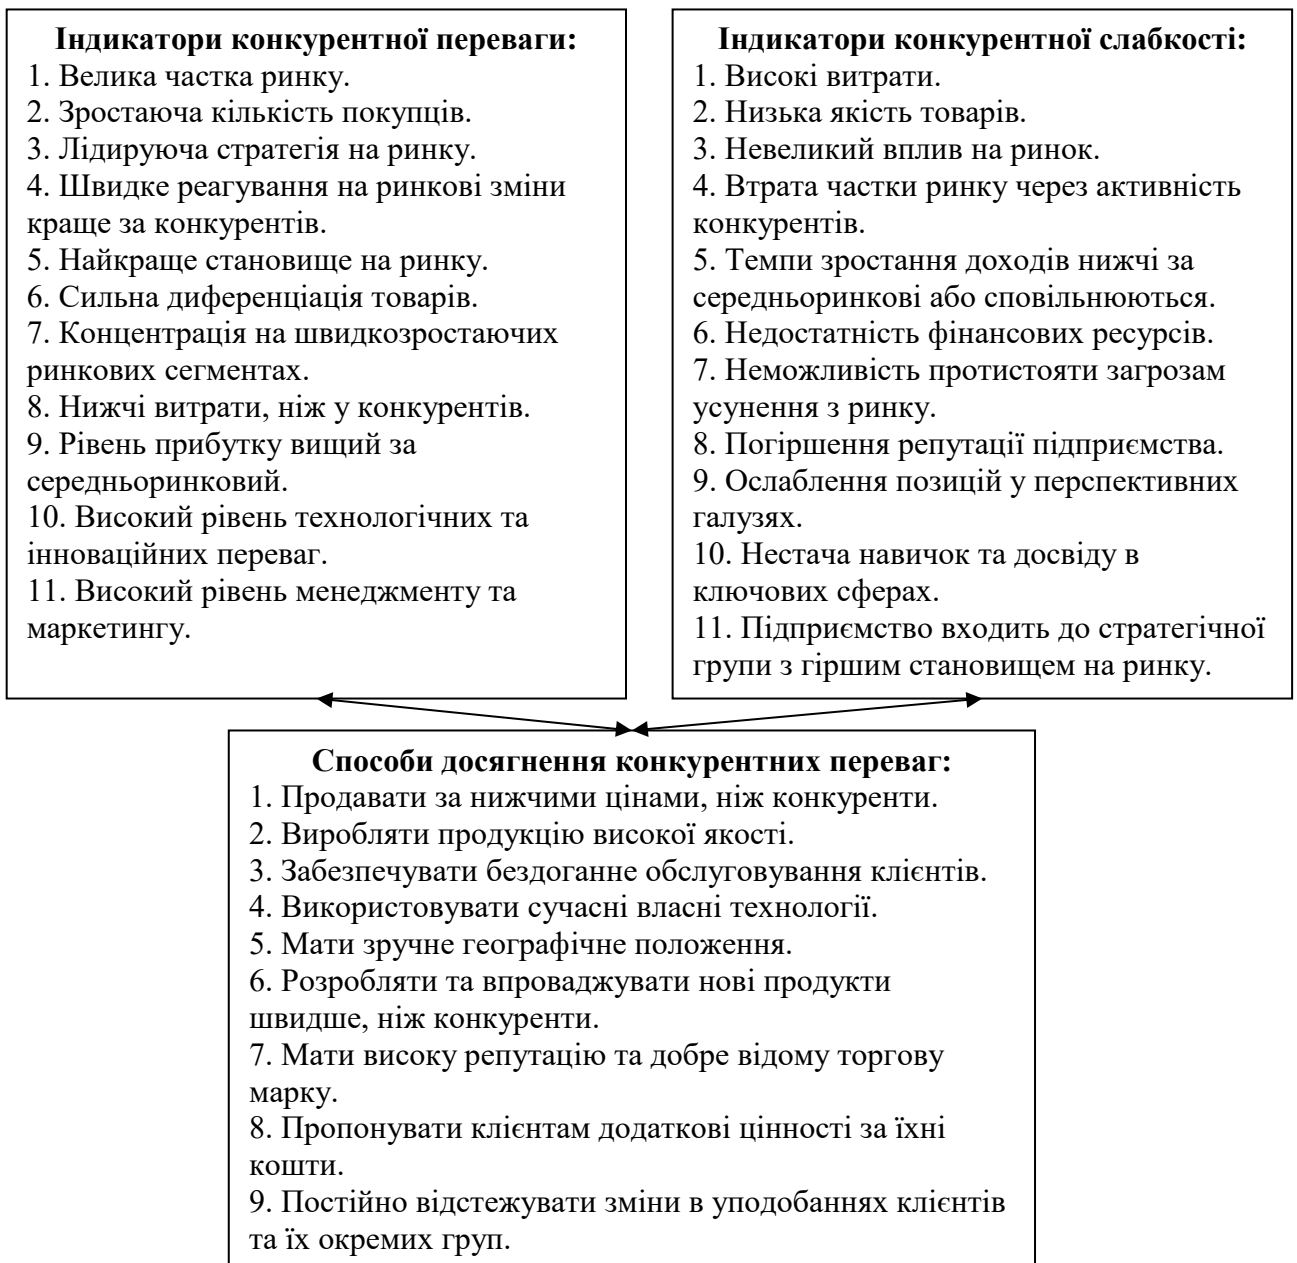 Індикатори конкурентної переваги:
1. Велика частка ринку.
2. Зростаюча кількість покупців.
3. Лідируюча стратегія на ринку.
4. Швидке реагування на ринкові зміни
краще за конкурентів.
5. Найкраще становище на ринку.
6. Сильна диференціація товарів.
7. Концентрація на швидкозростаючих
ринкових сегментах.
8. Нижчі витрати, ніж у конкурентів.
9. Рівень прибутку вищий за
середньоринковий.
10. Високий рівень технологічних та
інноваційних переваг.
11. Високий рівень менеджменту та
маркетингу.
Індикатори конкурентної слабкості:
1. Високі витрати.
2. Низька якість товарів.
3. Невеликий вплив на ринок.
4. Втрата частки ринку через активність
конкурентів.
5. Темпи зростання доходів нижчі за
середньоринкові або сповільнюються.
6. Недостатність фінансових ресурсів.
7. Неможливість протистояти загрозам
усунення з ринку.
8. Погіршення репутації підприємства.
9. Ослаблення позицій у перспективних
галузях.
10. Нестача навичок та досвіду в
ключових сферах.
11. Підприємство входить до стратегічної
групи з гіршим становищем на ринку.
Способи досягнення конкурентних переваг:
1. Продавати за нижчими цінами, ніж конкуренти.
2. Виробляти продукцію високої якості.
3. Забезпечувати бездоганне обслуговування клієнтів.
4. Використовувати сучасні власні технології.
5. Мати зручне географічне положення.
6. Розробляти та впроваджувати нові продукти
швидше, ніж конкуренти.
7. Мати високу репутацію та добре відому торгову
марку.
8. Пропонувати клієнтам додаткові цінності за їхні
кошти.
9. Постійно відстежувати зміни в уподобаннях клієнтів
та їх окремих груп.